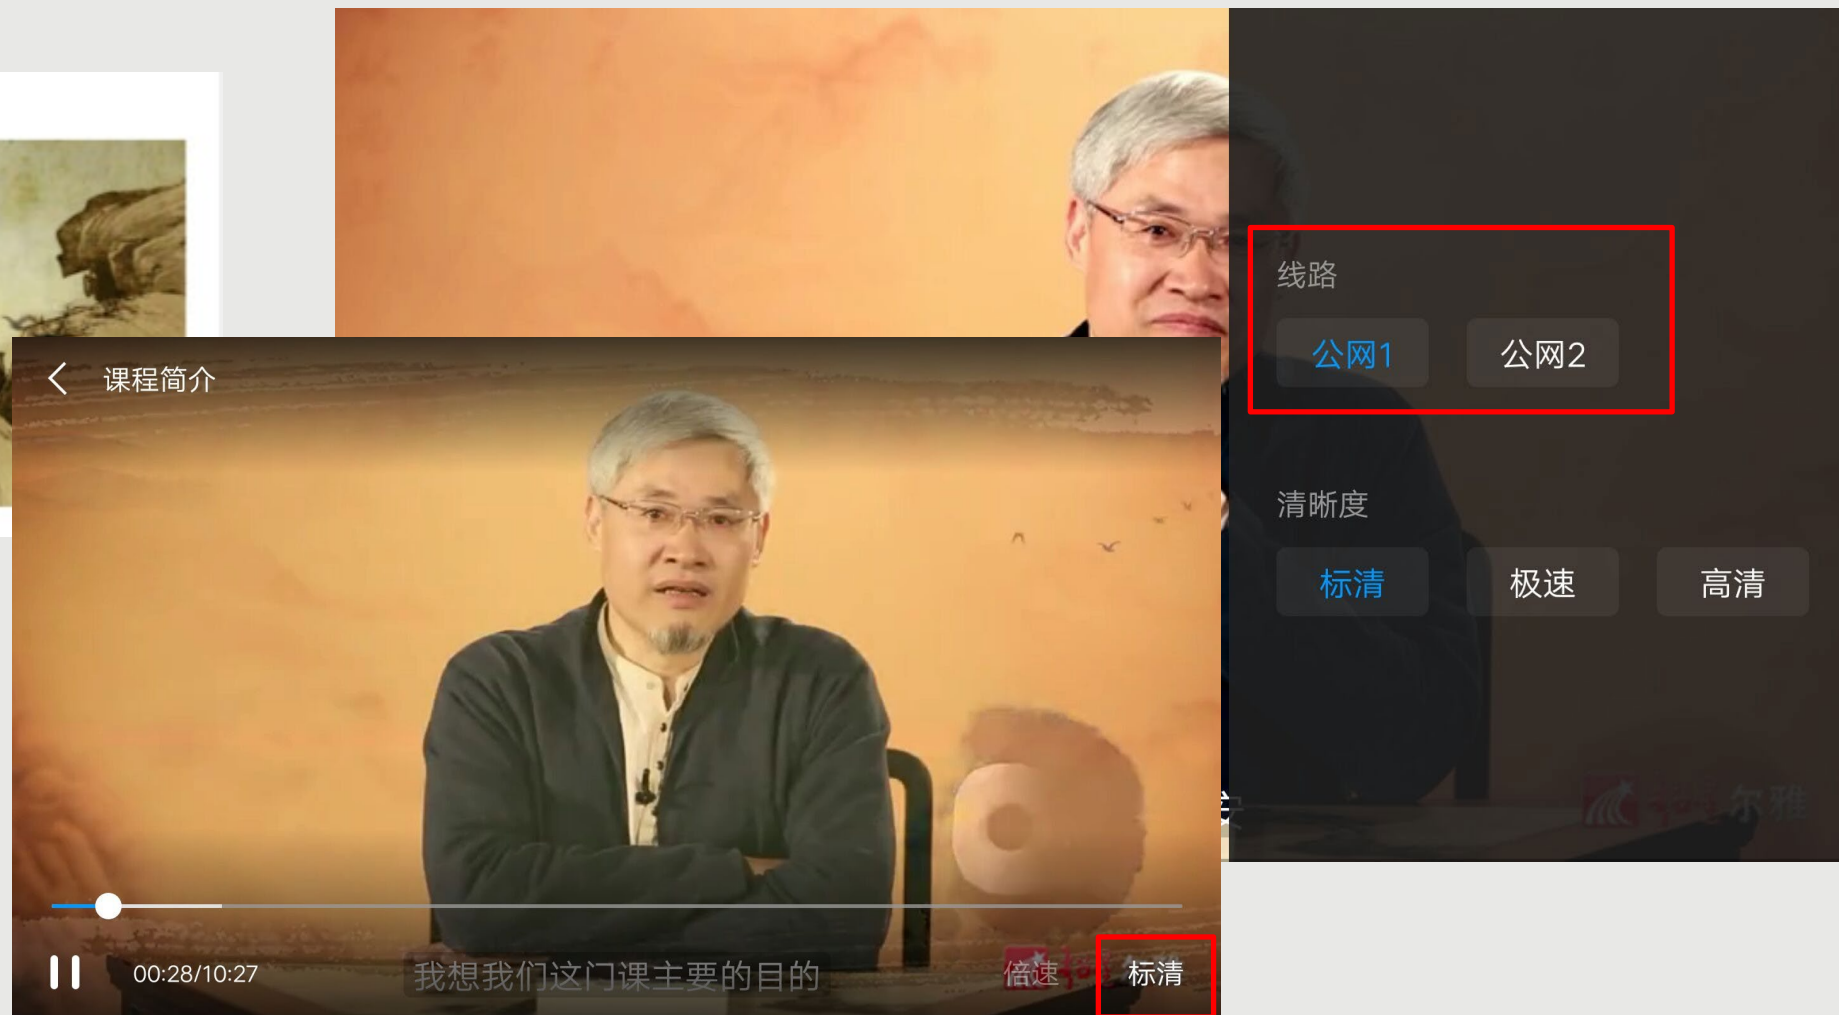 线路
公网1 公网2
清晰度
标清 极速 高清
尔雅
课程简介
00:28/10:27
我想我们这门课主要的目的
倍速 标清